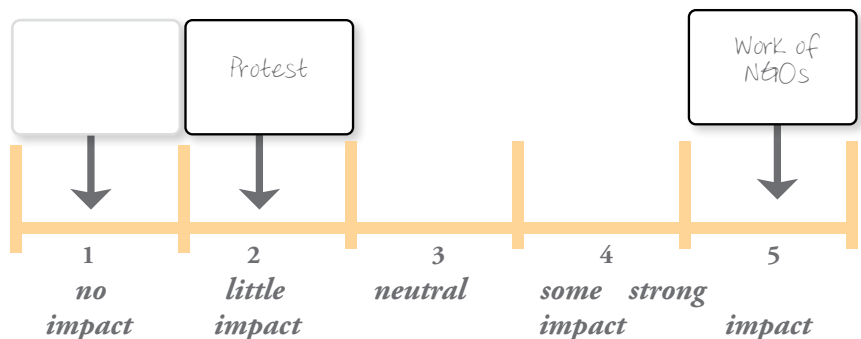 Protest
Work of
NGOs
1 2 3 4 5
no little neutral some strong
impact impact impact impact